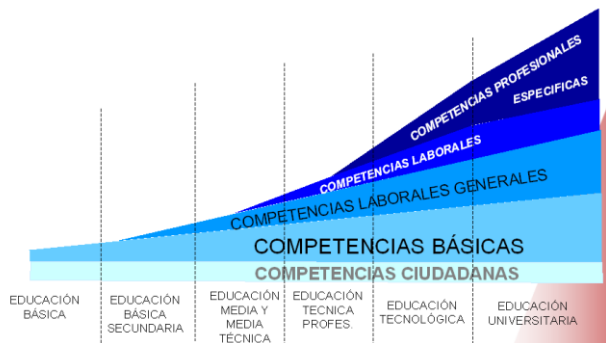 COMPETENCIAS PROFESIONALES
ESPECIFICAS
COMPETENCIAS LABORALES
COMPETENCIAS LABORALES GENERALES
COMPETENCIAS BÁSICAS
COMPETENCIAS CIUDADANAS
EDUCACIÓN
BÁSICA
EDUCACIÓN
BÁSICA
SECUNDARIA
EDUCACIÓN
MEDIA Y
MEDIA
TÉCNICA
EDUCACIÓN
TECNICA
PROFES.
EDUCACIÓN
TECNOLÓGICA
EDUCACIÓN
UNIVERSITARIA